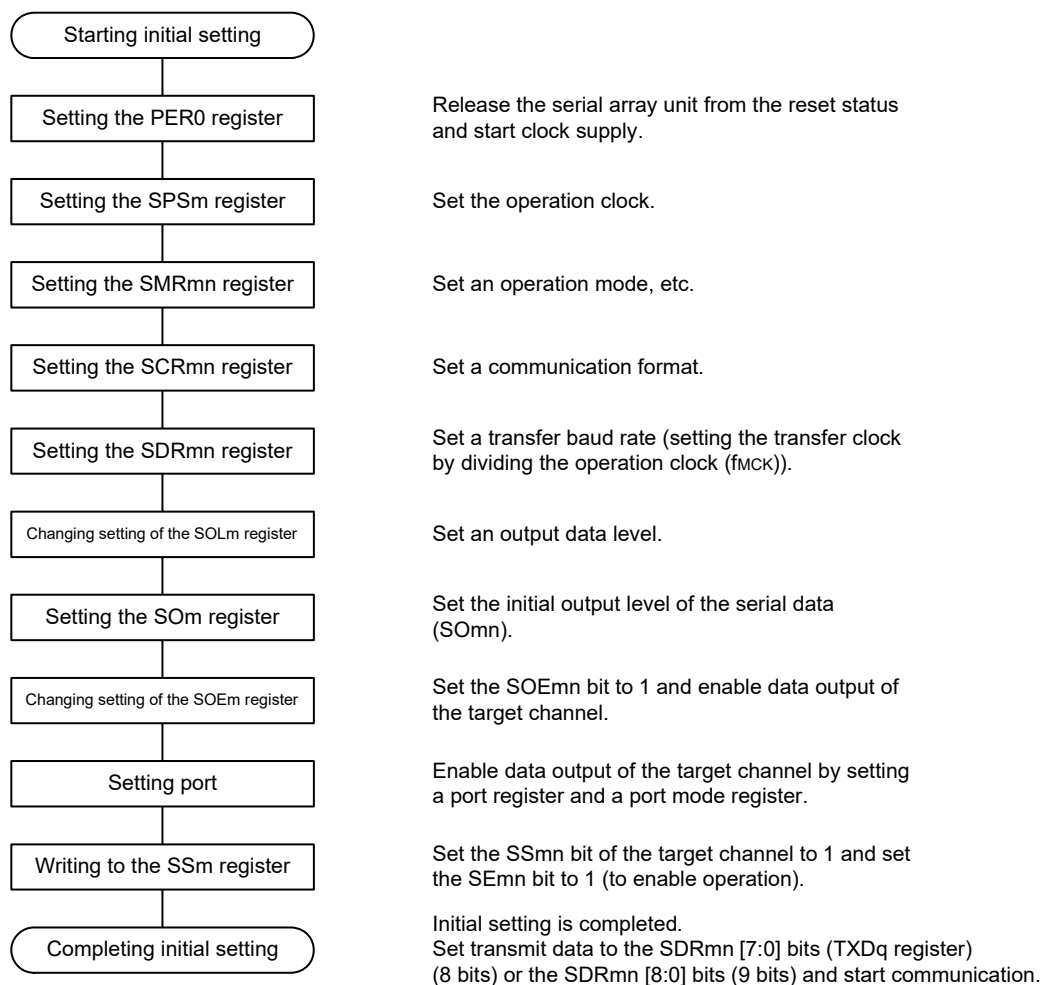 Starting initial setting
Setting the PER0 register
Release the serial array unit from the reset status
and start clock supply.
Setting the SPSm register
Set the operation clock.
Setting the SMRmn register
Set an operation mode, etc.
Setting the SCRmn register
Set a communication format.
Setting the SDRmn register
Set a transfer baud rate (setting the transfer clock
by dividing the operation clock (fMCK)).
Changing setting of the SOLm register
Set an output data level.
Setting the SOm register
Set the initial output level of the serial data
(SOmn).
Changing setting of the SOEm register
Set the SOEmn bit to 1 and enable data output of
the target channel.
Setting port
Enable data output of the target channel by setting
a port register and a port mode register.
Writing to the SSm register
Set the SSmn bit of the target channel to 1 and set
the SEmn bit to 1 (to enable operation).
Completing initial setting
Initial setting is completed.
Set transmit data to the SDRmn [7:0] bits (TXDq register)
(8 bits) or the SDRmn [8:0] bits (9 bits) and start communication.